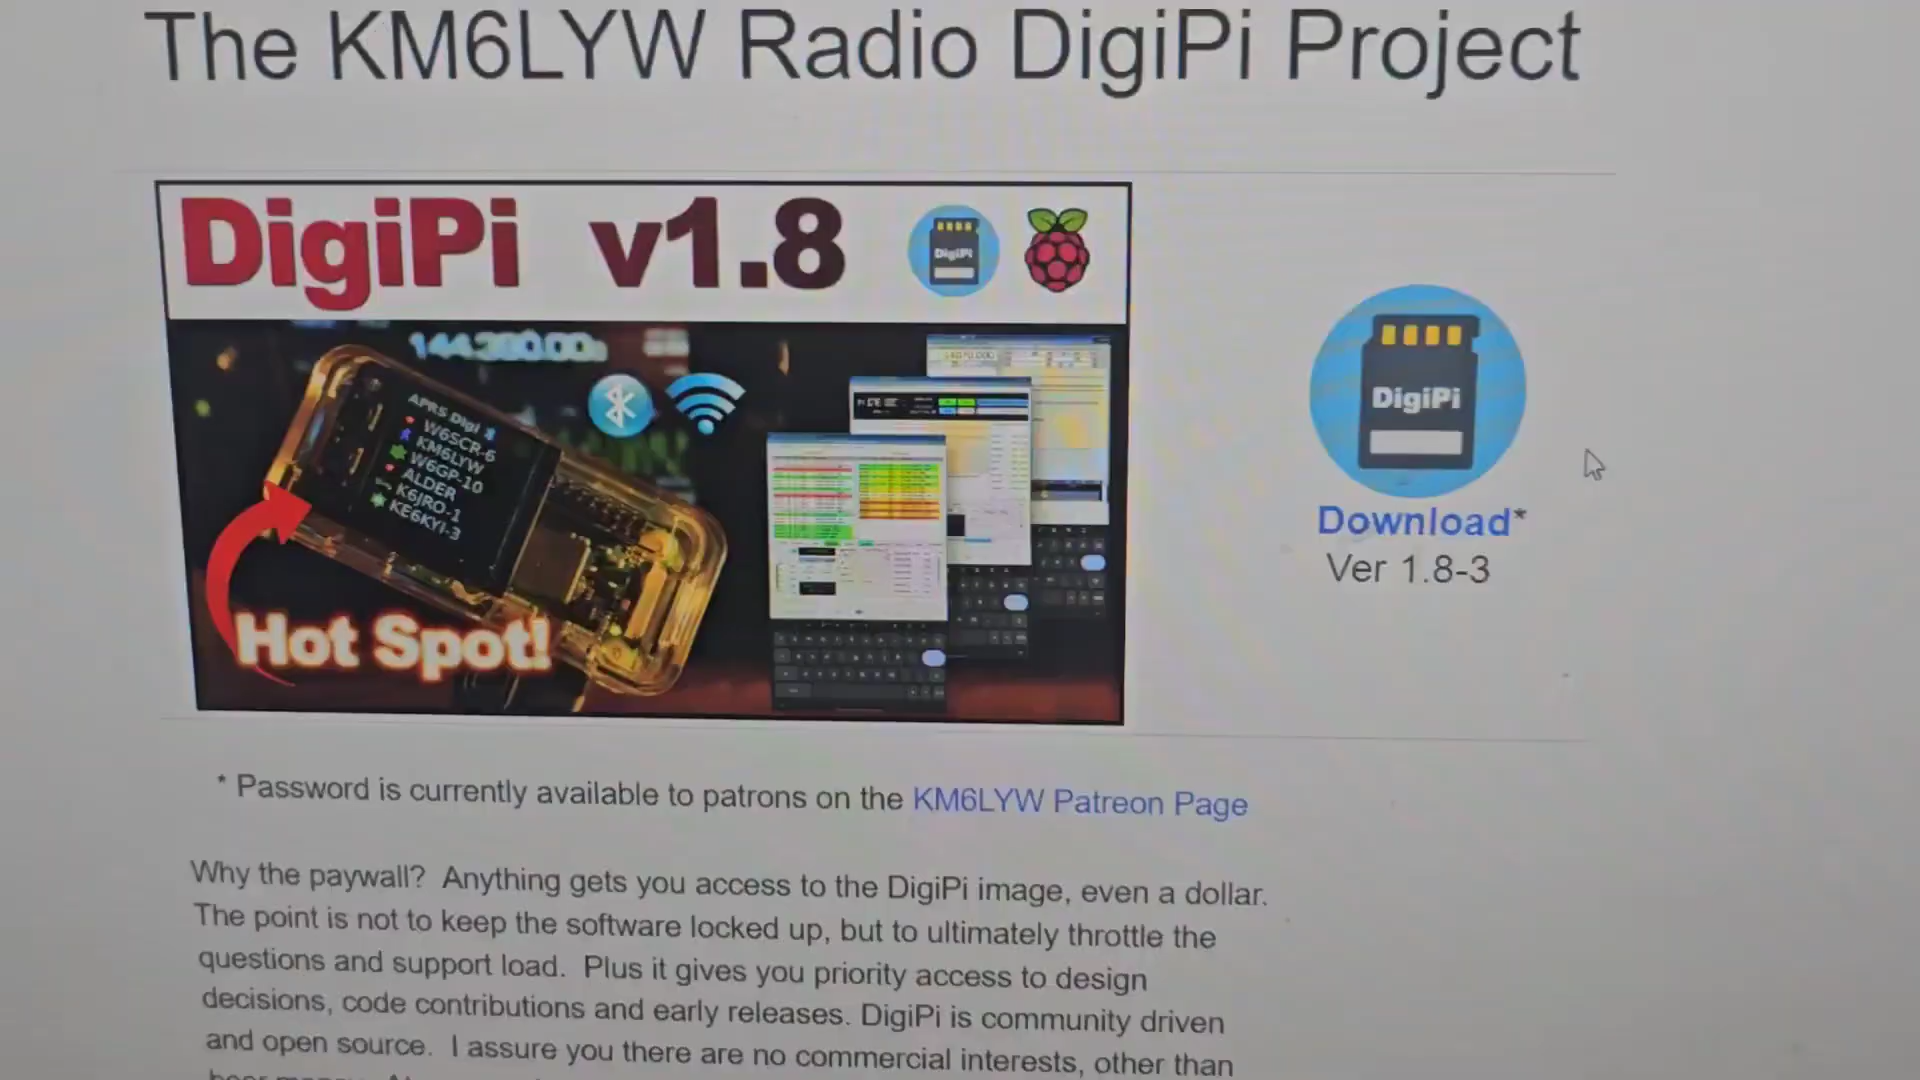 The KM6LYW Radio DigiPi Project
DigiPi v1.8
DigiPi
144.390.00
APRS Digi
W6SCR-6
KM6LYW
W6GP-10
ALDER
K6JRO-1
KE6KYI-3
Hot Spot!
DigiPi
Download*
Ver 1.8-3
* Password is currently available to patrons on the KM6LYW Patreon Page
Why the paywall? Anything gets you access to the DigiPi image, even a dollar.
The point is not to keep the software locked up, but to ultimately throttle the
questions and support load. Plus it gives you priority access to design
decisions, code contributions and early releases. DigiPi is community driven
and open source. I assure you there are no commercial interests, other than